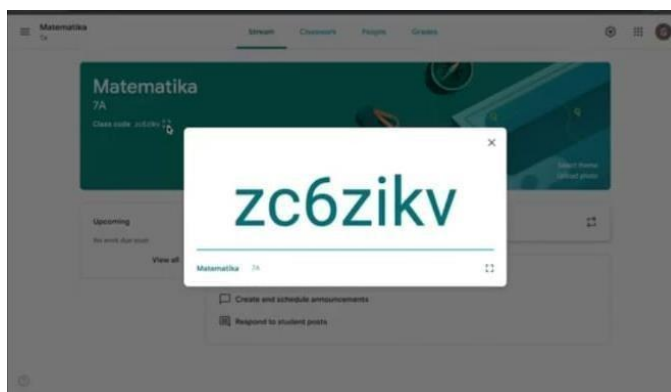 Matematika
7a
Stream Classwork People Grades
Matematika
7A
Class code zc6zikv
Select theme
Upload photo
zc6zikv
Matematika 7A
Upcoming
No work due soon
View all
Create and schedule announcements
Respond to student posts